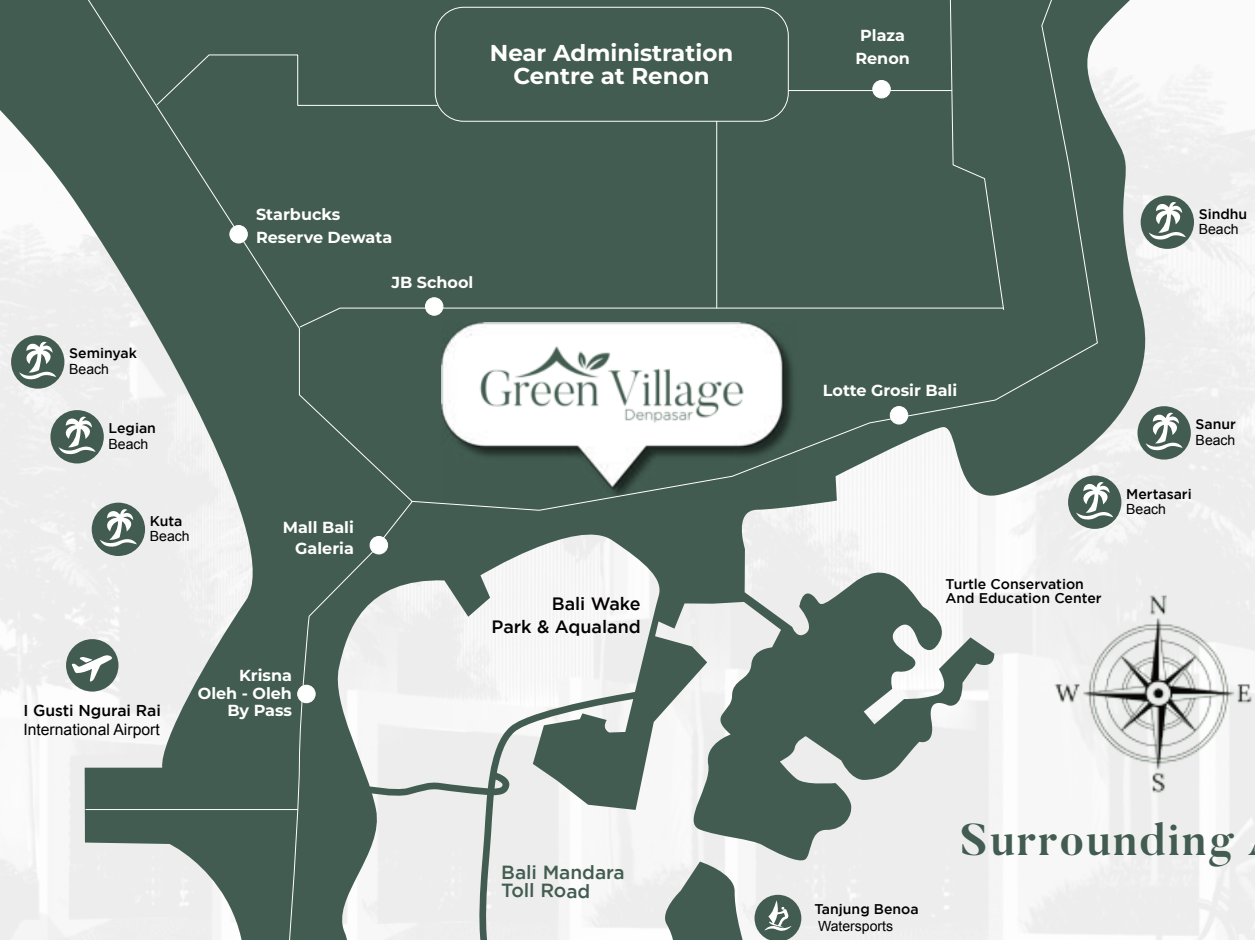 Near Administration
Centre at Renon
Plaza
Renon
Starbucks
Reserve Dewata
Sindhu
Beach
JB School
Seminyak
Beach
Green Village
Denpasar
Lotte Grosir Bali
Legian
Beach
Sanur
Beach
Mertasari
Beach
Kuta
Beach
Mall Bali
Galeria
Bali Wake
Park & Aqualand
Turtle Conservation
And Education Center
N
W
E
S
Krisna
Oleh - Oleh
By Pass
I Gusti Ngurai Rai
International Airport
Surrounding
Bali Mandara
Toll Road
Tanjung Benoa
Watersports